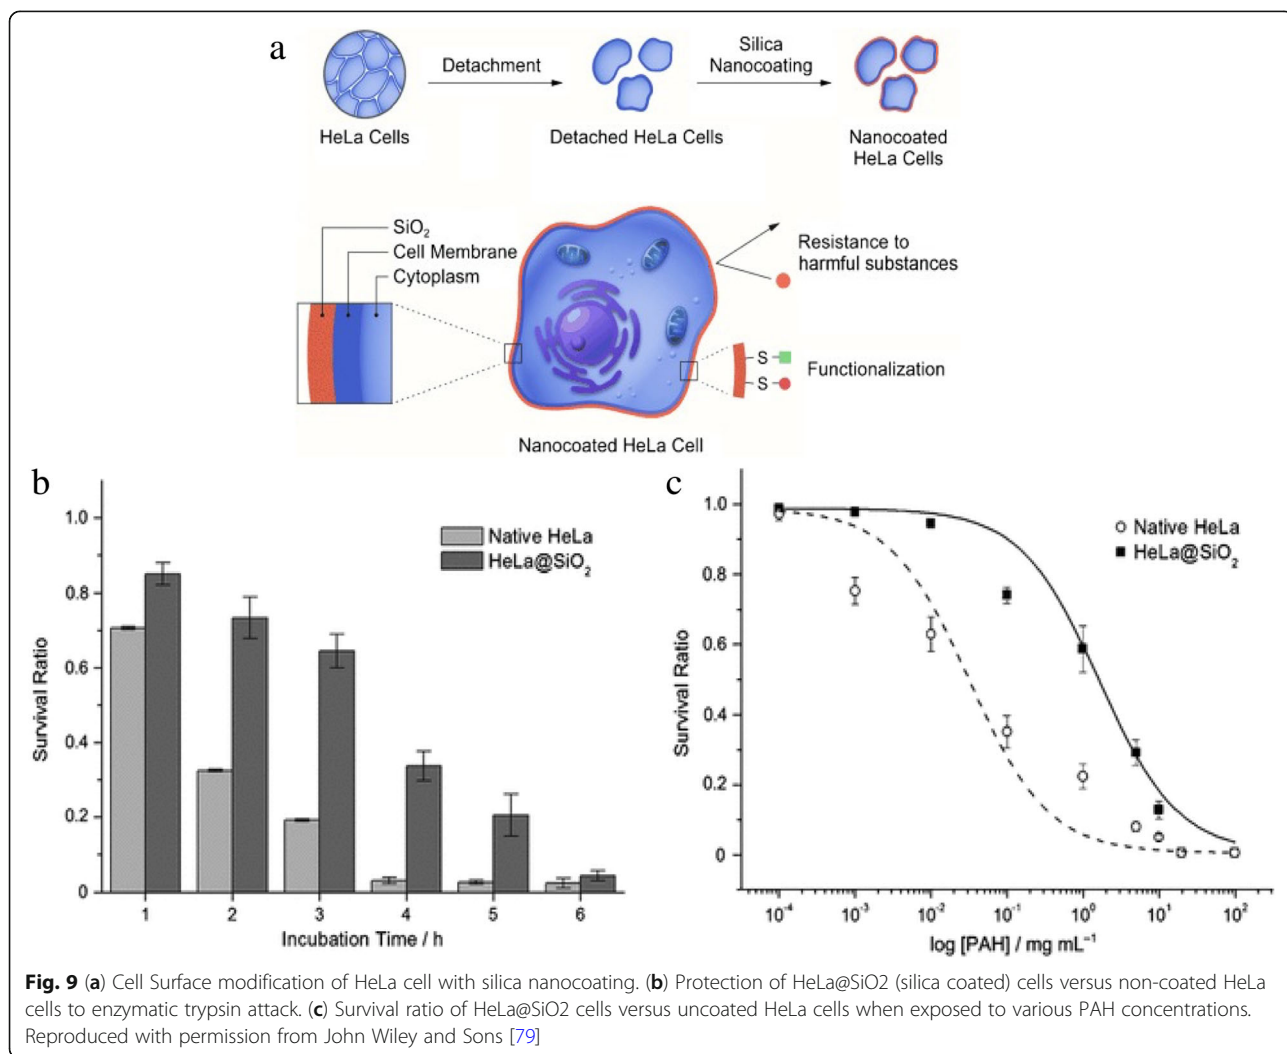 a
Detachment
Silica
Nanocoating
HeLa Cells
Detached HeLa Cells
Nanocoated
HeLa Cells
SiO₂
Cell Membrane
Cytoplasm
Resistance to
harmful substances
S
S
Functionalization
Nanocoated HeLa Cell
b
Survival Ratio
1.0
0.8
0.6
0.4
0.2
0
Native HeLa
HeLa@SiO₂
1 2 3 4 5 6
Incubation Time / h
c
Survival Ratio
1.0
0.8
0.6
0.4
0.2
0
Native HeLa
HeLa@SiO₂
10⁻⁴ 10⁻³ 10⁻² 10⁻¹ 10⁰ 10¹ 10²
log [PAH] / mg mL⁻¹
Fig. 9 (a) Cell Surface modification of HeLa cell with silica nanocoating. (b) Protection of HeLa@SiO2 (silica coated) cells versus non-coated HeLa
cells to enzymatic trypsin attack. (c) Survival ratio of HeLa@SiO2 cells versus uncoated HeLa cells when exposed to various PAH concentrations.
Reproduced with permission from John Wiley and Sons [79]